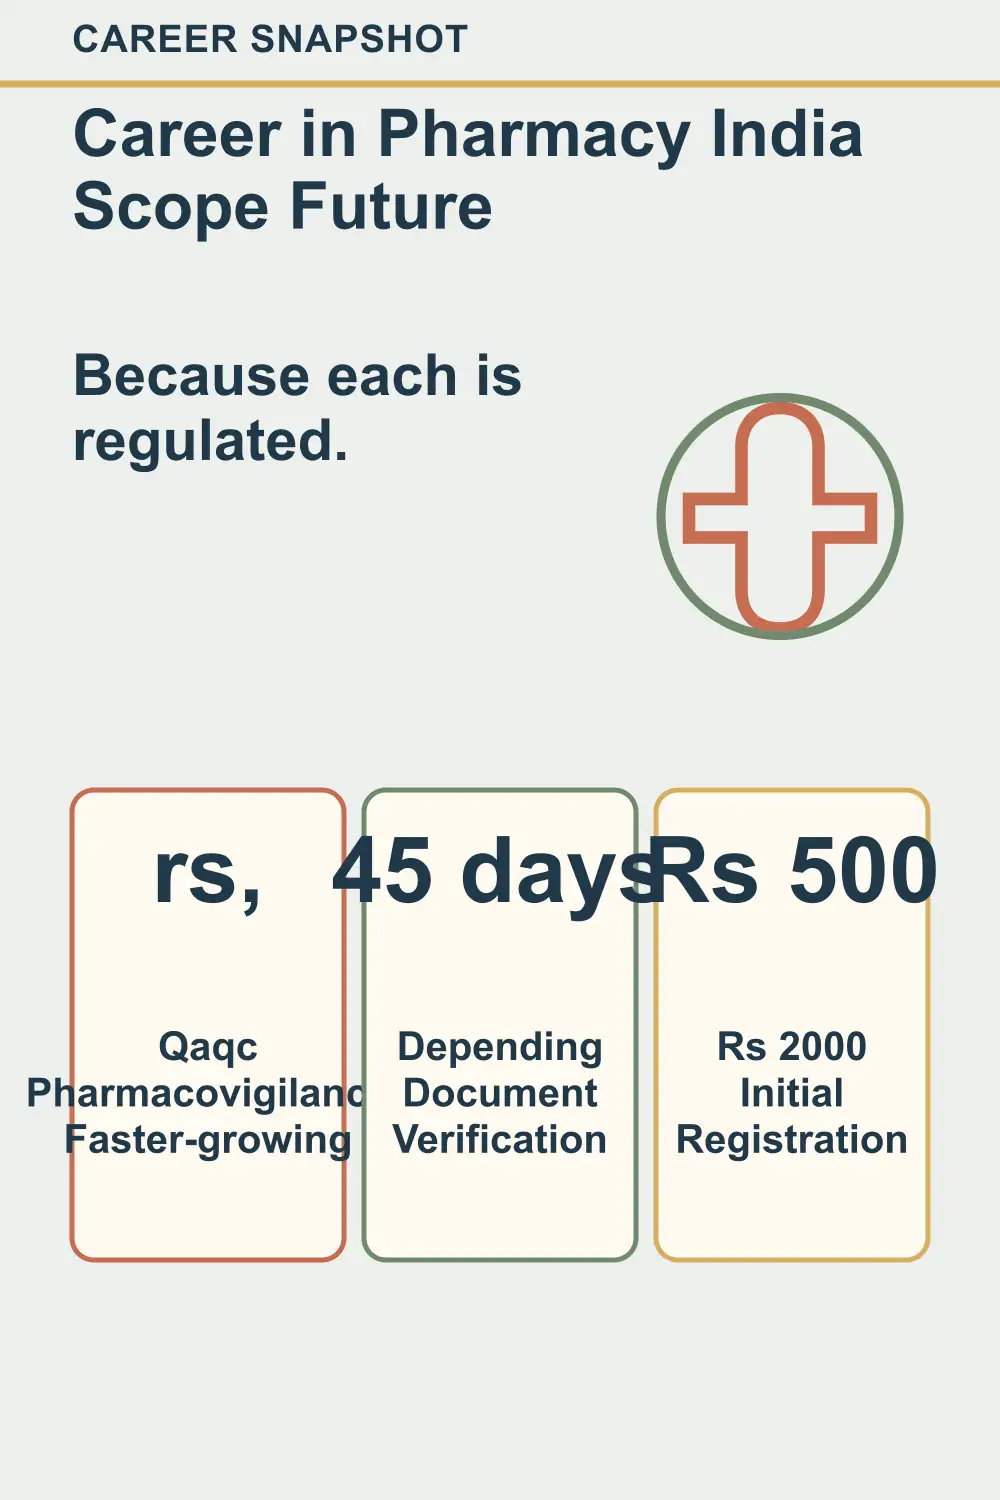 CAREER SNAPSHOT
Career in Pharmacy India
Scope Future
Because each is
regulated.
rs,
45 days
Rs 500
Qaqc
Pharmacovigilanc
Faster-growing
Depending
Document
Verification
Rs 2000
Initial
Registration